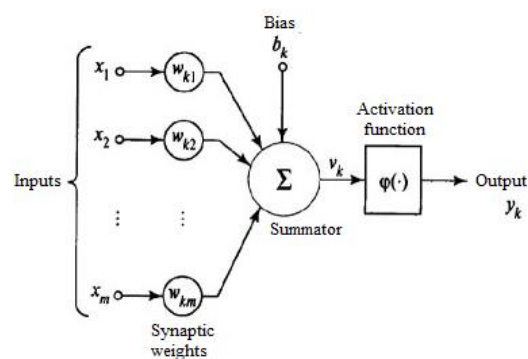 Bias
b_k
x_1
w_k1
Activation
function
x_2
w_k2
Inputs
Σ
v_k
φ(·)
Output
y_k
Summator
x_m
w_km
Synaptic
weights